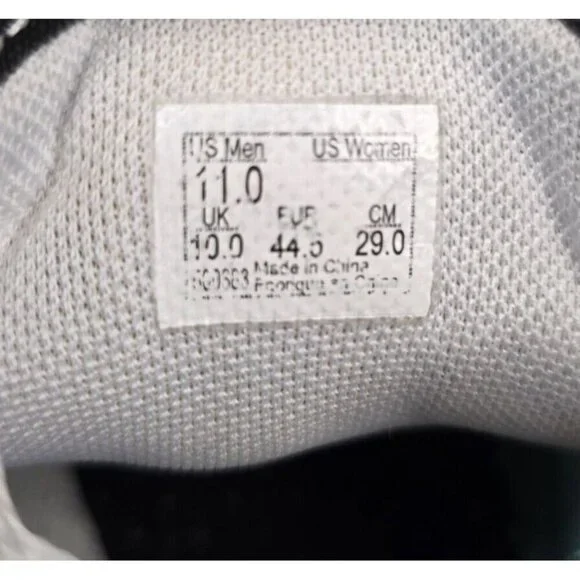 US Men US Women
11.0
UK EUR CM
10.0 44.5 29.0
Made in China